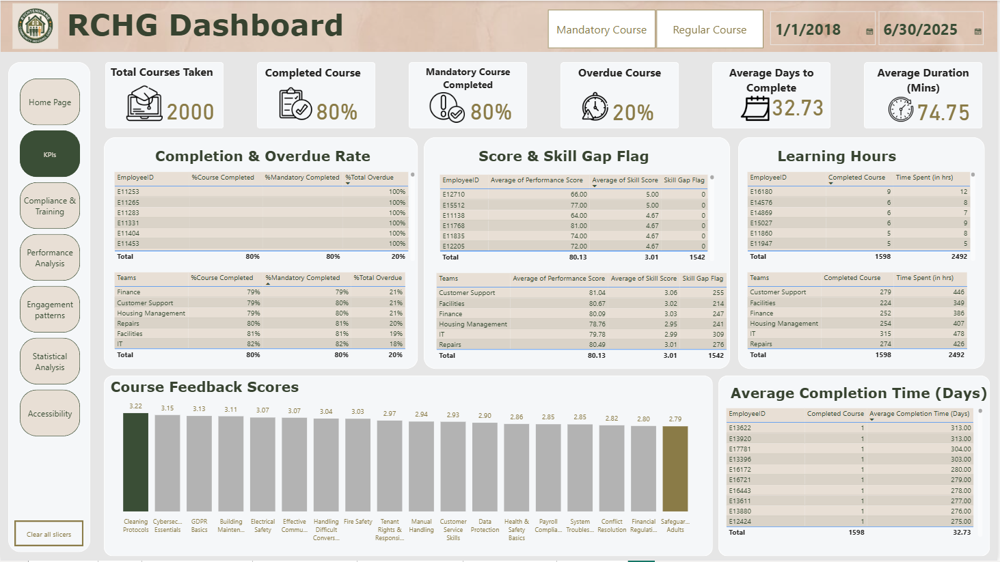 RCHG Dashboard
Mandatory Course
Regular Course
1/1/2018
6/30/2025
Home Page
KPIs
Compliance &
Training
Performance
Analysis
Engagement
patterns
Statistical
Analysis
Accessibility
Clear all slicers
Total Courses Taken
2000
Completed Course
80%
Mandatory Course
Completed
80%
Overdue Course
20%
Average Days to
Complete
32.73
Average Duration
(Mins)
74.75
Completion & Overdue Rate
EmployeeID %Course Completed %Mandatory Completed %Total Overdue
E11253 100%
E11265 100%
E11283 100%
E11331 100%
E11404 100%
E11453 100%
Total 80% 80% 20%
Teams %Course Completed %Mandatory Completed %Total Overdue
Finance 79% 79% 21%
Customer Support 79% 80% 21%
Housing Management 79% 80% 21%
Repairs 80% 81% 20%
Facilities 81% 81% 19%
IT 82% 82% 18%
Total 80% 80% 20%
Score & Skill Gap Flag
EmployeeID Average of Performance Score Average of Skill Score Skill Gap Flag
E12710 66.00 5.00 0
E15512 77.00 5.00 0
E11138 64.00 4.67 0
E11768 81.00 4.67 0
E11835 74.00 4.67 0
E12205 72.00 4.67 0
Total 80.13 3.01 1542
Teams Average of Performance Score Average of Skill Score Skill Gap Flag
Customer Support 81.04 3.06 255
Facilities 80.67 3.02 214
Finance 80.09 3.03 247
Housing Management 78.76 2.95 241
IT 79.78 2.99 309
Repairs 80.49 3.01 276
Total 80.13 3.01 1542
Learning Hours
EmployeeID Completed Course Time Spent (in hrs)
E16180 9 12
E14576 6 8
E14869 6 7
E15027 6 9
E11860 5 8
E11947 5 5
Total 1598 2492
Teams Completed Course Time Spent (in hrs)
Customer Support 279 446
Facilities 224 349
Finance 252 386
Housing Management 254 407
IT 315 478
Repairs 274 426
Total 1598 2492
Course Feedback Scores
3.22 3.15 3.13 3.11 3.07 3.07 3.04 3.03 2.97 2.94 2.93 2.90 2.86 2.85 2.85 2.82 2.80 2.79
Cleaning
Protocols
Cybersec...
Essentials
GDPR
Basics
Building
Mainten...
Electrical
Safety
Effective
Commu...
Handling
Difficult
Convers...
Fire Safety
Tenant
Rights &
Responsi...
Manual
Handling
Customer
Service
Skills
Data
Protection
Health &
Safety
Basics
Payroll
Complia...
System
Troubles...
Conflict
Resolution
Financial
Regulati...
Safeguar...
Adults
Average Completion Time (Days)
EmployeeID Completed Course Average Completion Time (Days)
E13622 1 313.00
E13920 1 313.00
E17781 1 304.00
E13396 1 303.00
E16172 1 280.00
E16721 1 279.00
E16443 1 278.00
E13611 1 277.00
E13880 1 276.00
E12424 1 275.00
Total 1598 32.73